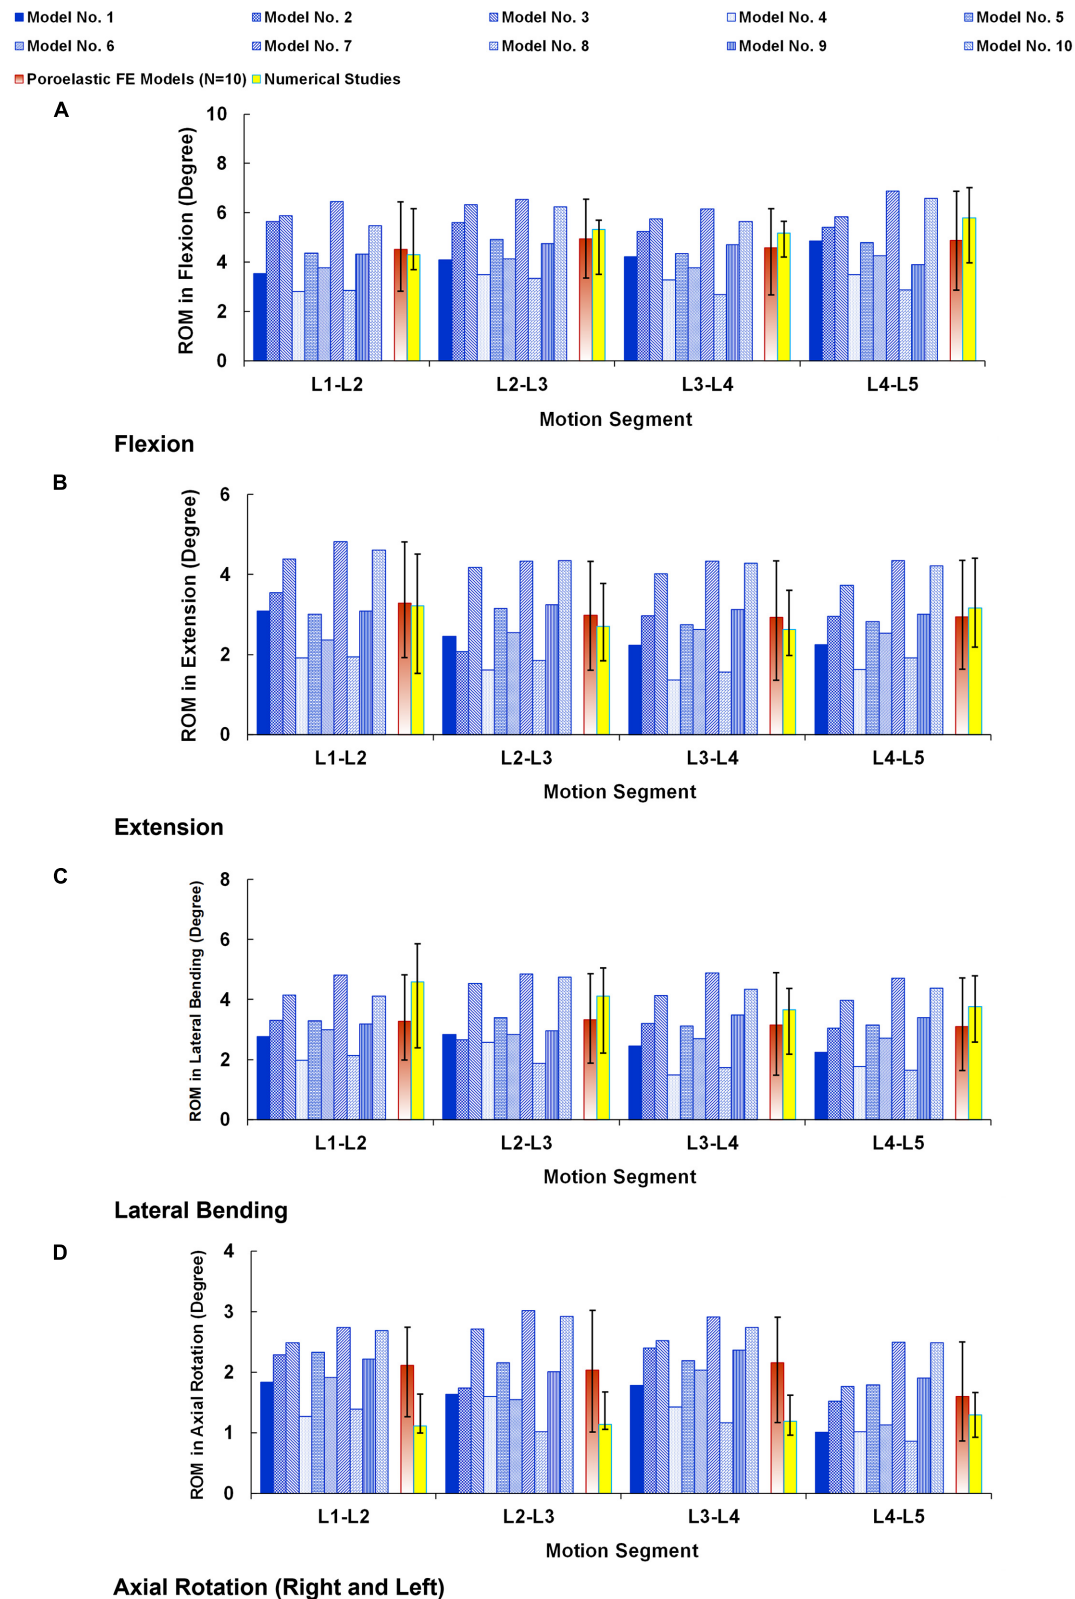 Model No. 1 Model No. 2 Model No. 3 Model No. 4 Model No. 5
Model No. 6 Model No. 7 Model No. 8 Model No. 9 Model No. 10
Poroelastic FE Models (N=10) Numerical Studies
A
ROM in Flexion (Degree)
10
8
6
4
2
0
L1-L2 L2-L3 L3-L4 L4-L5
Motion Segment
Flexion
B
ROM in Extension (Degree)
6
4
2
0
L1-L2 L2-L3 L3-L4 L4-L5
Motion Segment
Extension
C
ROM in Lateral Bending (Degree)
8
6
4
2
0
L1-L2 L2-L3 L3-L4 L4-L5
Motion Segment
Lateral Bending
D
ROM in Axial Rotation (Degree)
4
3
2
1
0
L1-L2 L2-L3 L3-L4 L4-L5
Motion Segment
Axial Rotation (Right and Left)